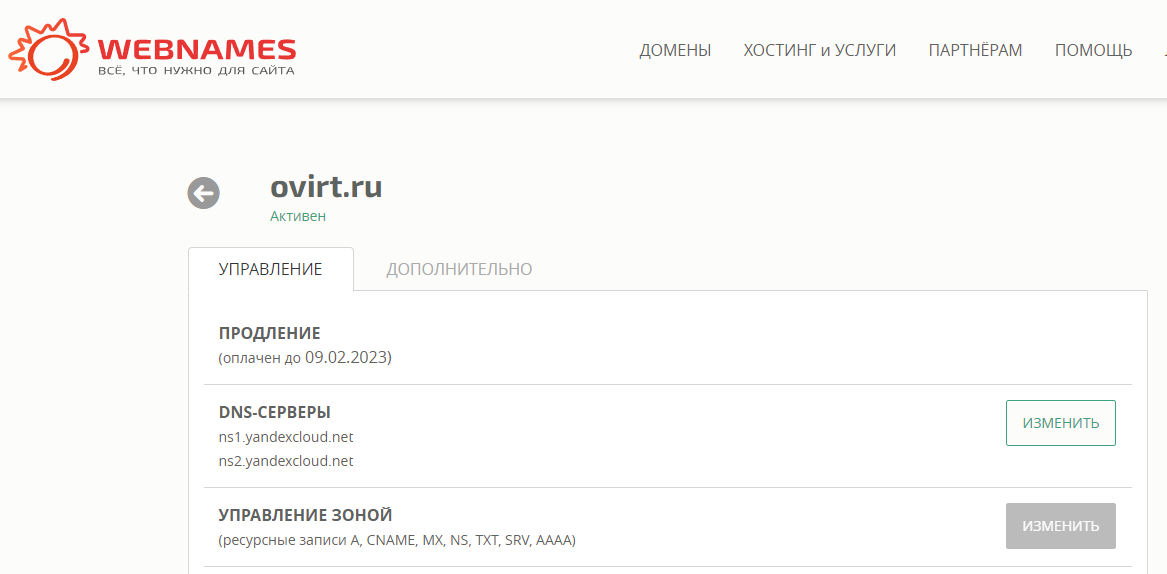 WEBNAMES
ВСЁ, ЧТО НУЖНО ДЛЯ САЙТА
ДОМЕНЫ ХОСТИНГ и УСЛУГИ ПАРТНЁРАМ ПОМОЩЬ
ovirt.ru
Активен
УПРАВЛЕНИЕ ДОПОЛНИТЕЛЬНО
ПРОДЛЕНИЕ
(оплачен до 09.02.2023)
DNS-СЕРВЕРЫ
ИЗМЕНИТЬ
ns1.yandexcloud.net
ns2.yandexcloud.net
УПРАВЛЕНИЕ ЗОНОЙ
ИЗМЕНИТЬ
(ресурсные записи A, CNAME, MX, NS, TXT, SRV, AAAA)